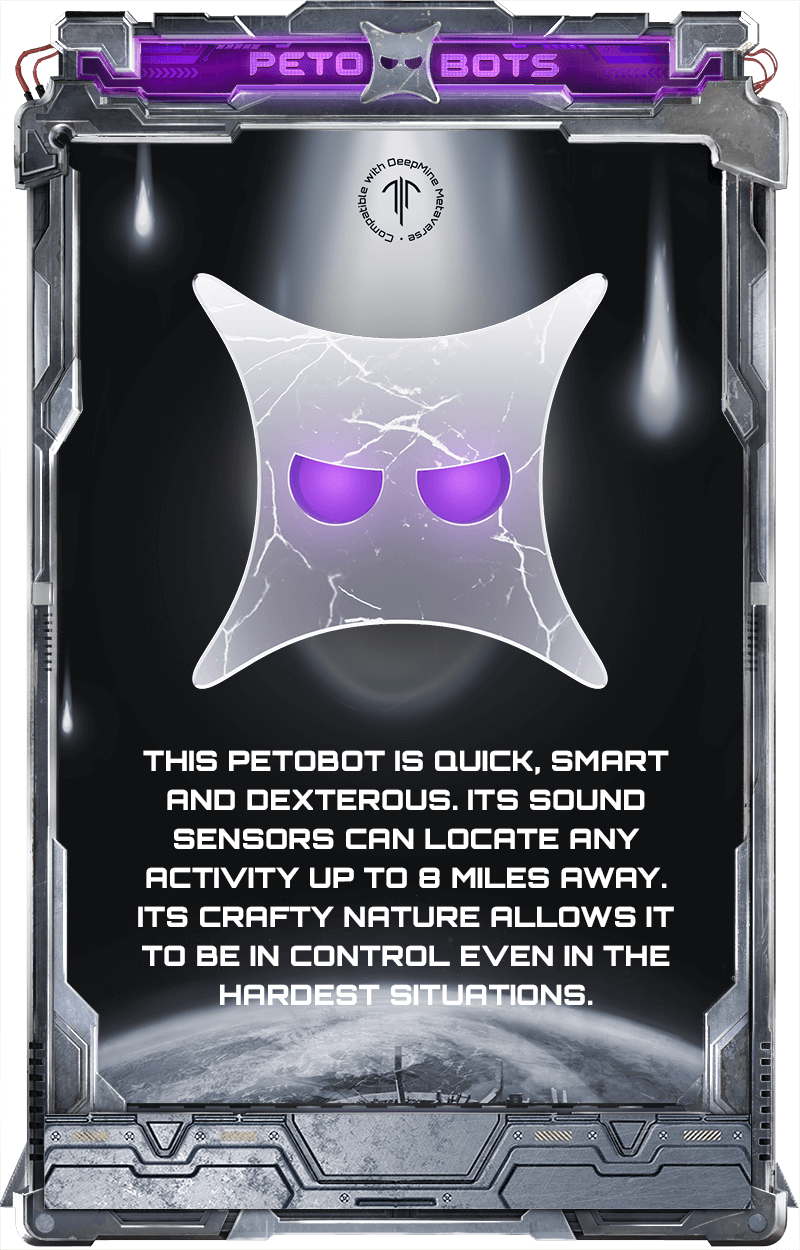 PETO BOTS
Compatible with DeepMine Metaverse •
THIS PETOBOT IS QUICK, SMART
AND DEXTEROUS. ITS SOUND
SENSORS CAN LOCATE ANY
ACTIVITY UP TO 8 MILES AWAY.
ITS CRAFTY NATURE ALLOWS IT
TO BE IN CONTROL EVEN IN THE
HARDEST SITUATIONS.